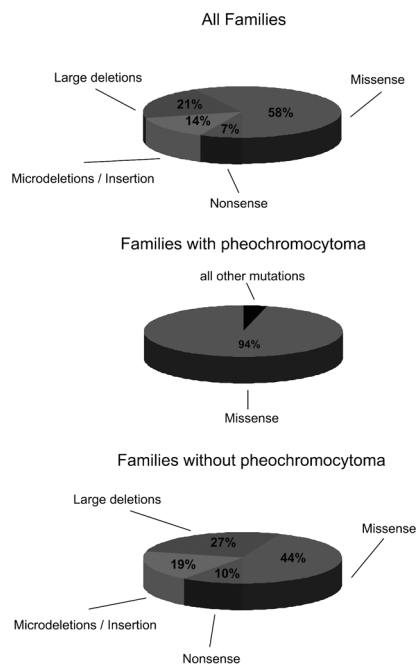 All Families
Large deletions
Missense
21%
58%
14%
7%
Microdeletions / Insertion
Nonsense
Families with pheochromocytoma
all other mutations
94%
Missense
Families without pheochromocytoma
Large deletions
27%
Missense
44%
19%
10%
Microdeletions / Insertion
Nonsense